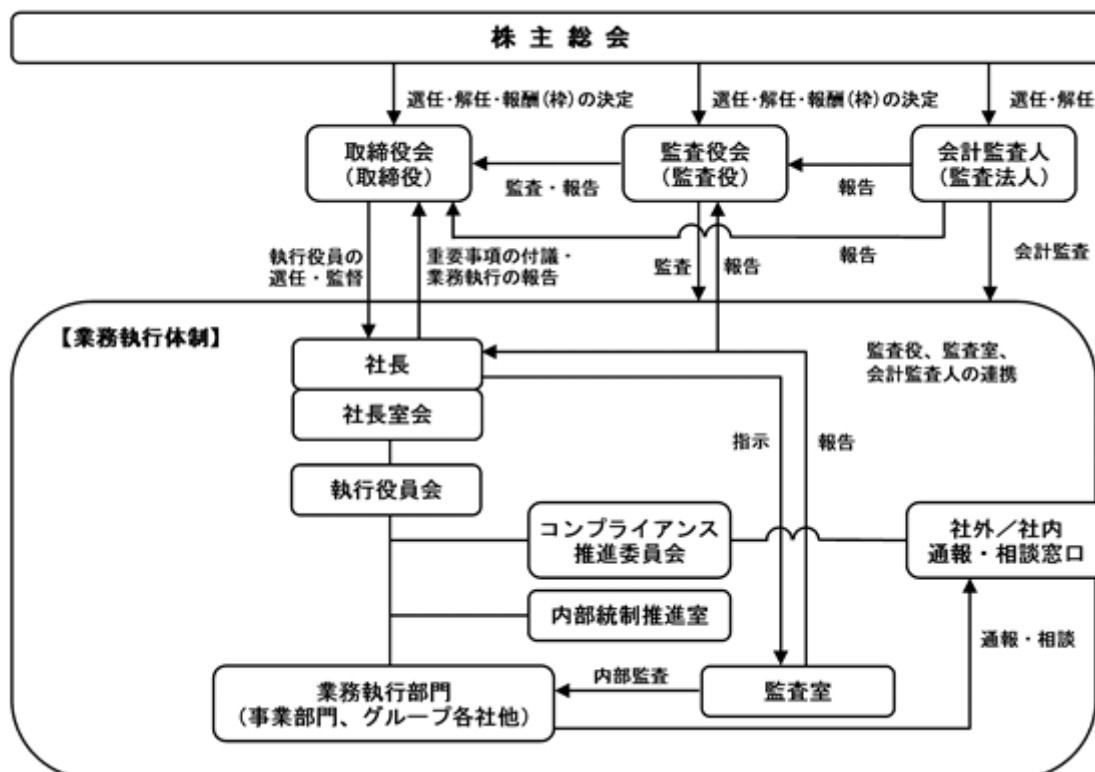 株主総会
選任・解任・報酬(枠)の決定
選任・解任・報酬(枠)の決定
選任・解任
取締役会
(取締役)
監査役会
(監査役)
会計監査人
(監査法人)
監査・報告
報告
執行役員の
選任・監督
重要事項の付議・
業務執行の報告
監査
報告
報告
会計監査
【業務執行体制】
社長
監査役、監査室、
会計監査人の連携
社長室会
指示
報告
執行役員会
コンプライアンス
推進委員会
社外/社内
通報・相談窓口
内部統制推進室
通報・相談
内部監査
業務執行部門
(事業部門、グループ各社他)
監査室